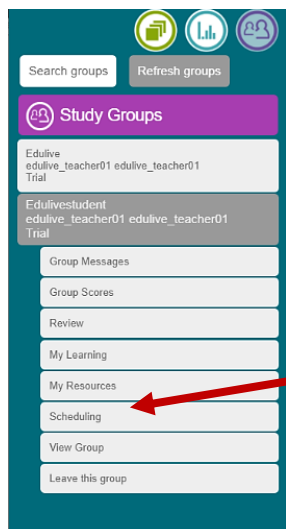 Search groups
Refresh groups
Study Groups
Edulive
edulive_teacher01 edulive_teacher01
Trial
Edulivestudent
edulive_teacher01 edulive_teacher01
Trial
Group Messages
Group Scores
Review
My Learning
My Resources
Scheduling
View Group
Leave this group